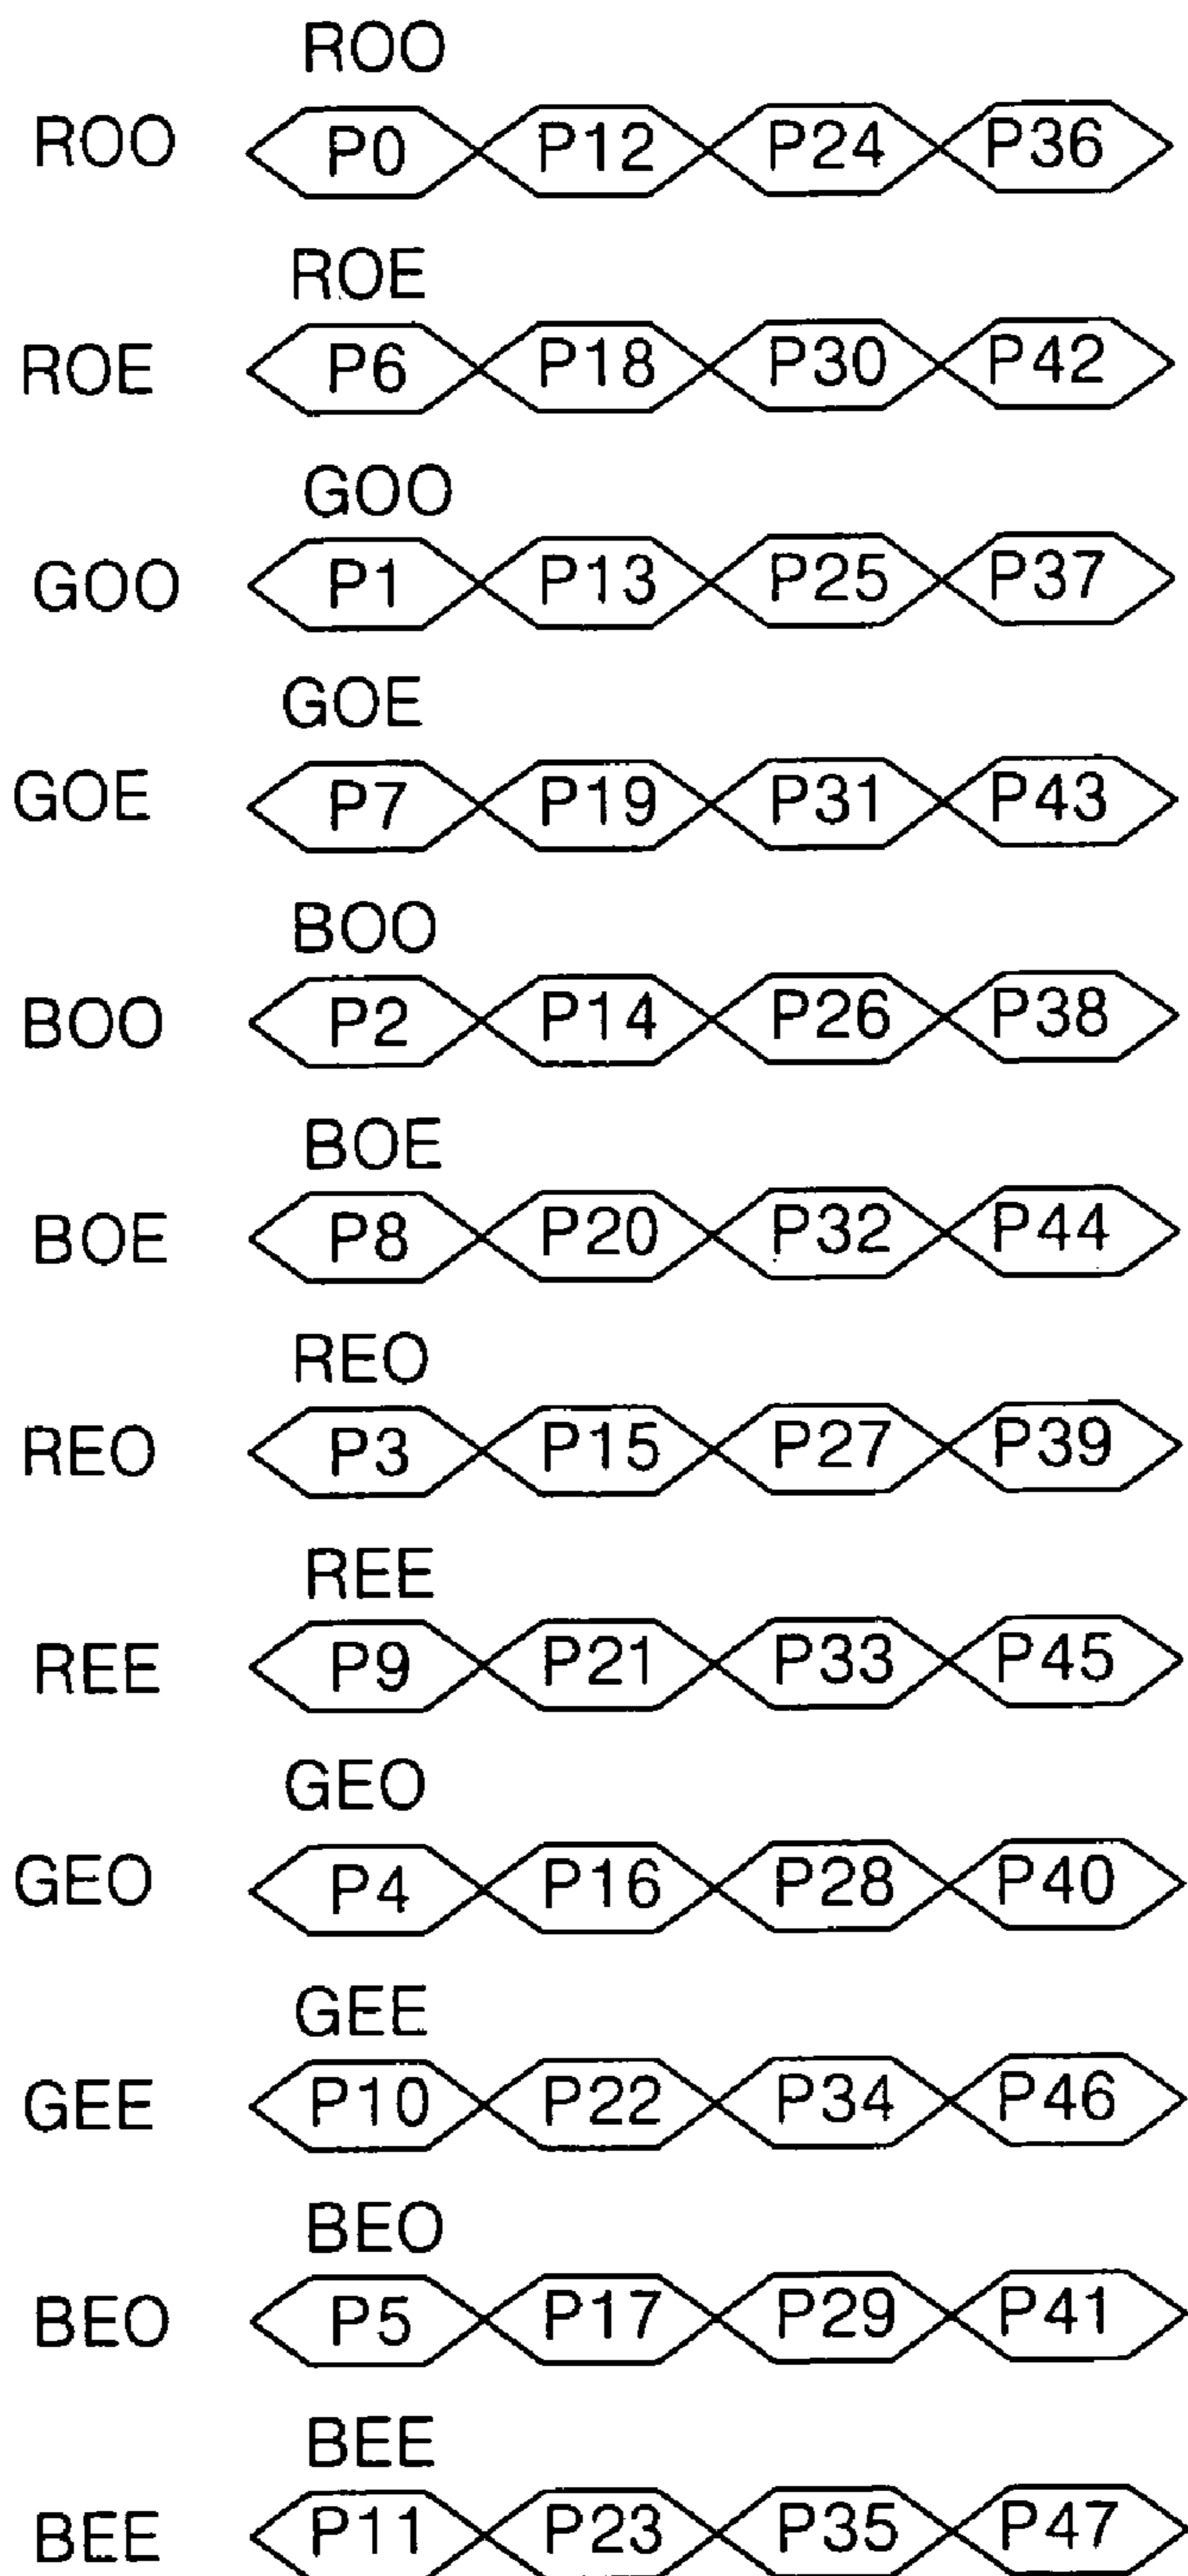 ROO
ROO P0 P12 P24 P36
ROE
ROE P6 P18 P30 P42
GOO
GOO P1 P13 P25 P37
GOE
GOE P7 P19 P31 P43
BOO
BOO P2 P14 P26 P38
BOE
BOE P8 P20 P32 P44
REO
REO P3 P15 P27 P39
REE
REE P9 P21 P33 P45
GEO
GEO P4 P16 P28 P40
GEE
GEE P10 P22 P34 P46
BEO
BEO P5 P17 P29 P41
BEE
BEE P11 P23 P35 P47